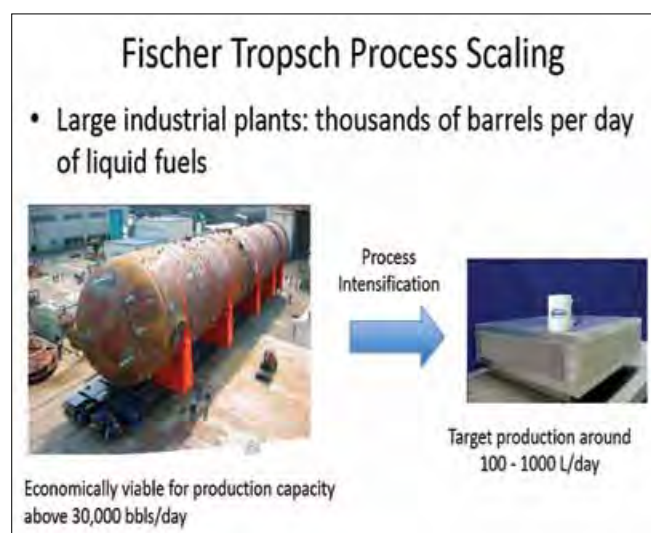 Fischer Tropsch Process Scaling
• Large industrial plants: thousands of barrels per day
of liquid fuels
Process
Intensification
Target production around
100 - 1000 L/day
Economically viable for production capacity
above 30,000 bbls/day